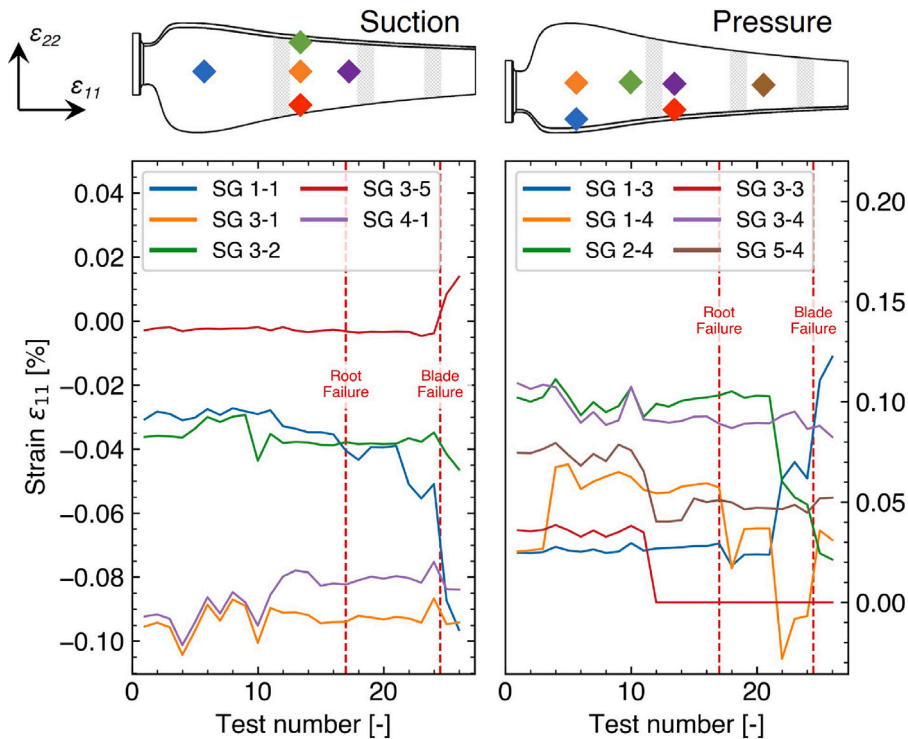 Suction
Pressure
ε22
ε11
SG 1-1
SG 3-1
SG 3-2
SG 3-5
SG 4-1
SG 1-3
SG 1-4
SG 2-4
SG 3-3
SG 3-4
SG 5-4
Root
Failure
Blade
Failure
Root
Failure
Blade
Failure
Strain ε11 [%]
0.04
0.02
0.00
−0.02
−0.04
−0.06
−0.08
−0.10
0.20
0.15
0.10
0.05
0.00
0
10
20
0
10
20
Test number [-]
Test number [-]